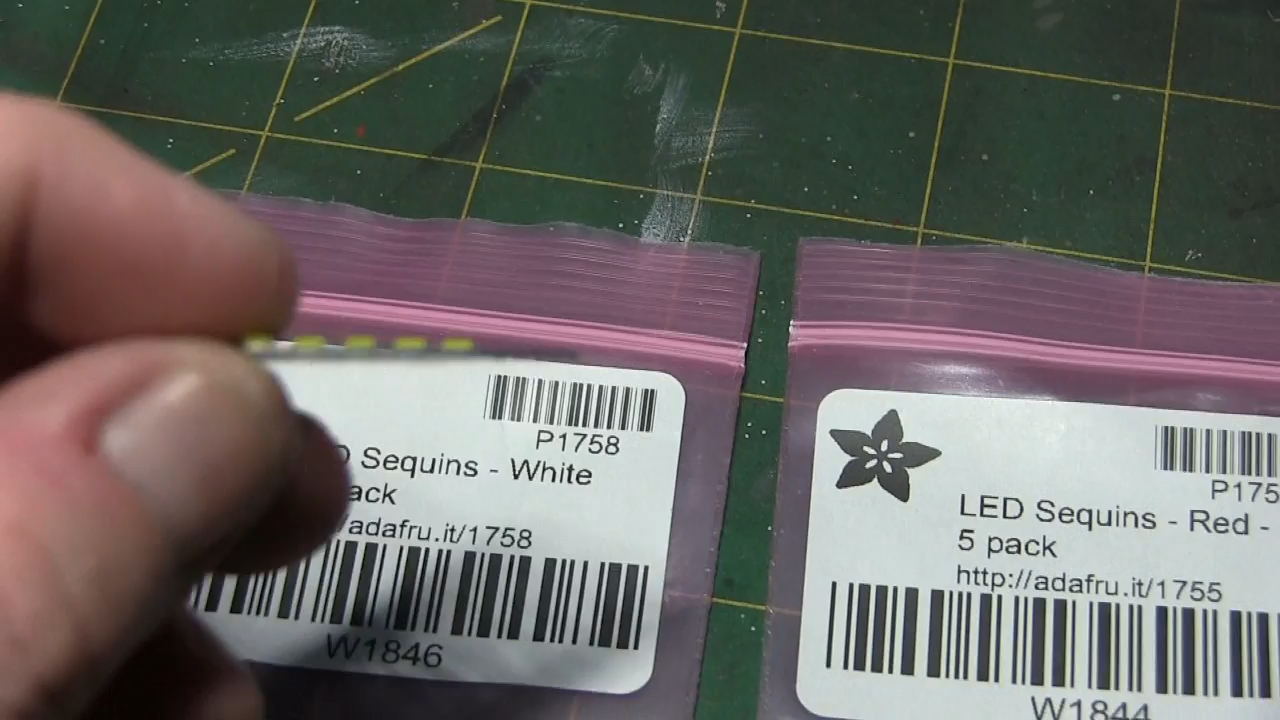 P1758
Sequins - White
ack
/adafru.it/1758
W1846
P175
LED Sequins - Red -
5 pack
http://adafru.it/1755
W1844